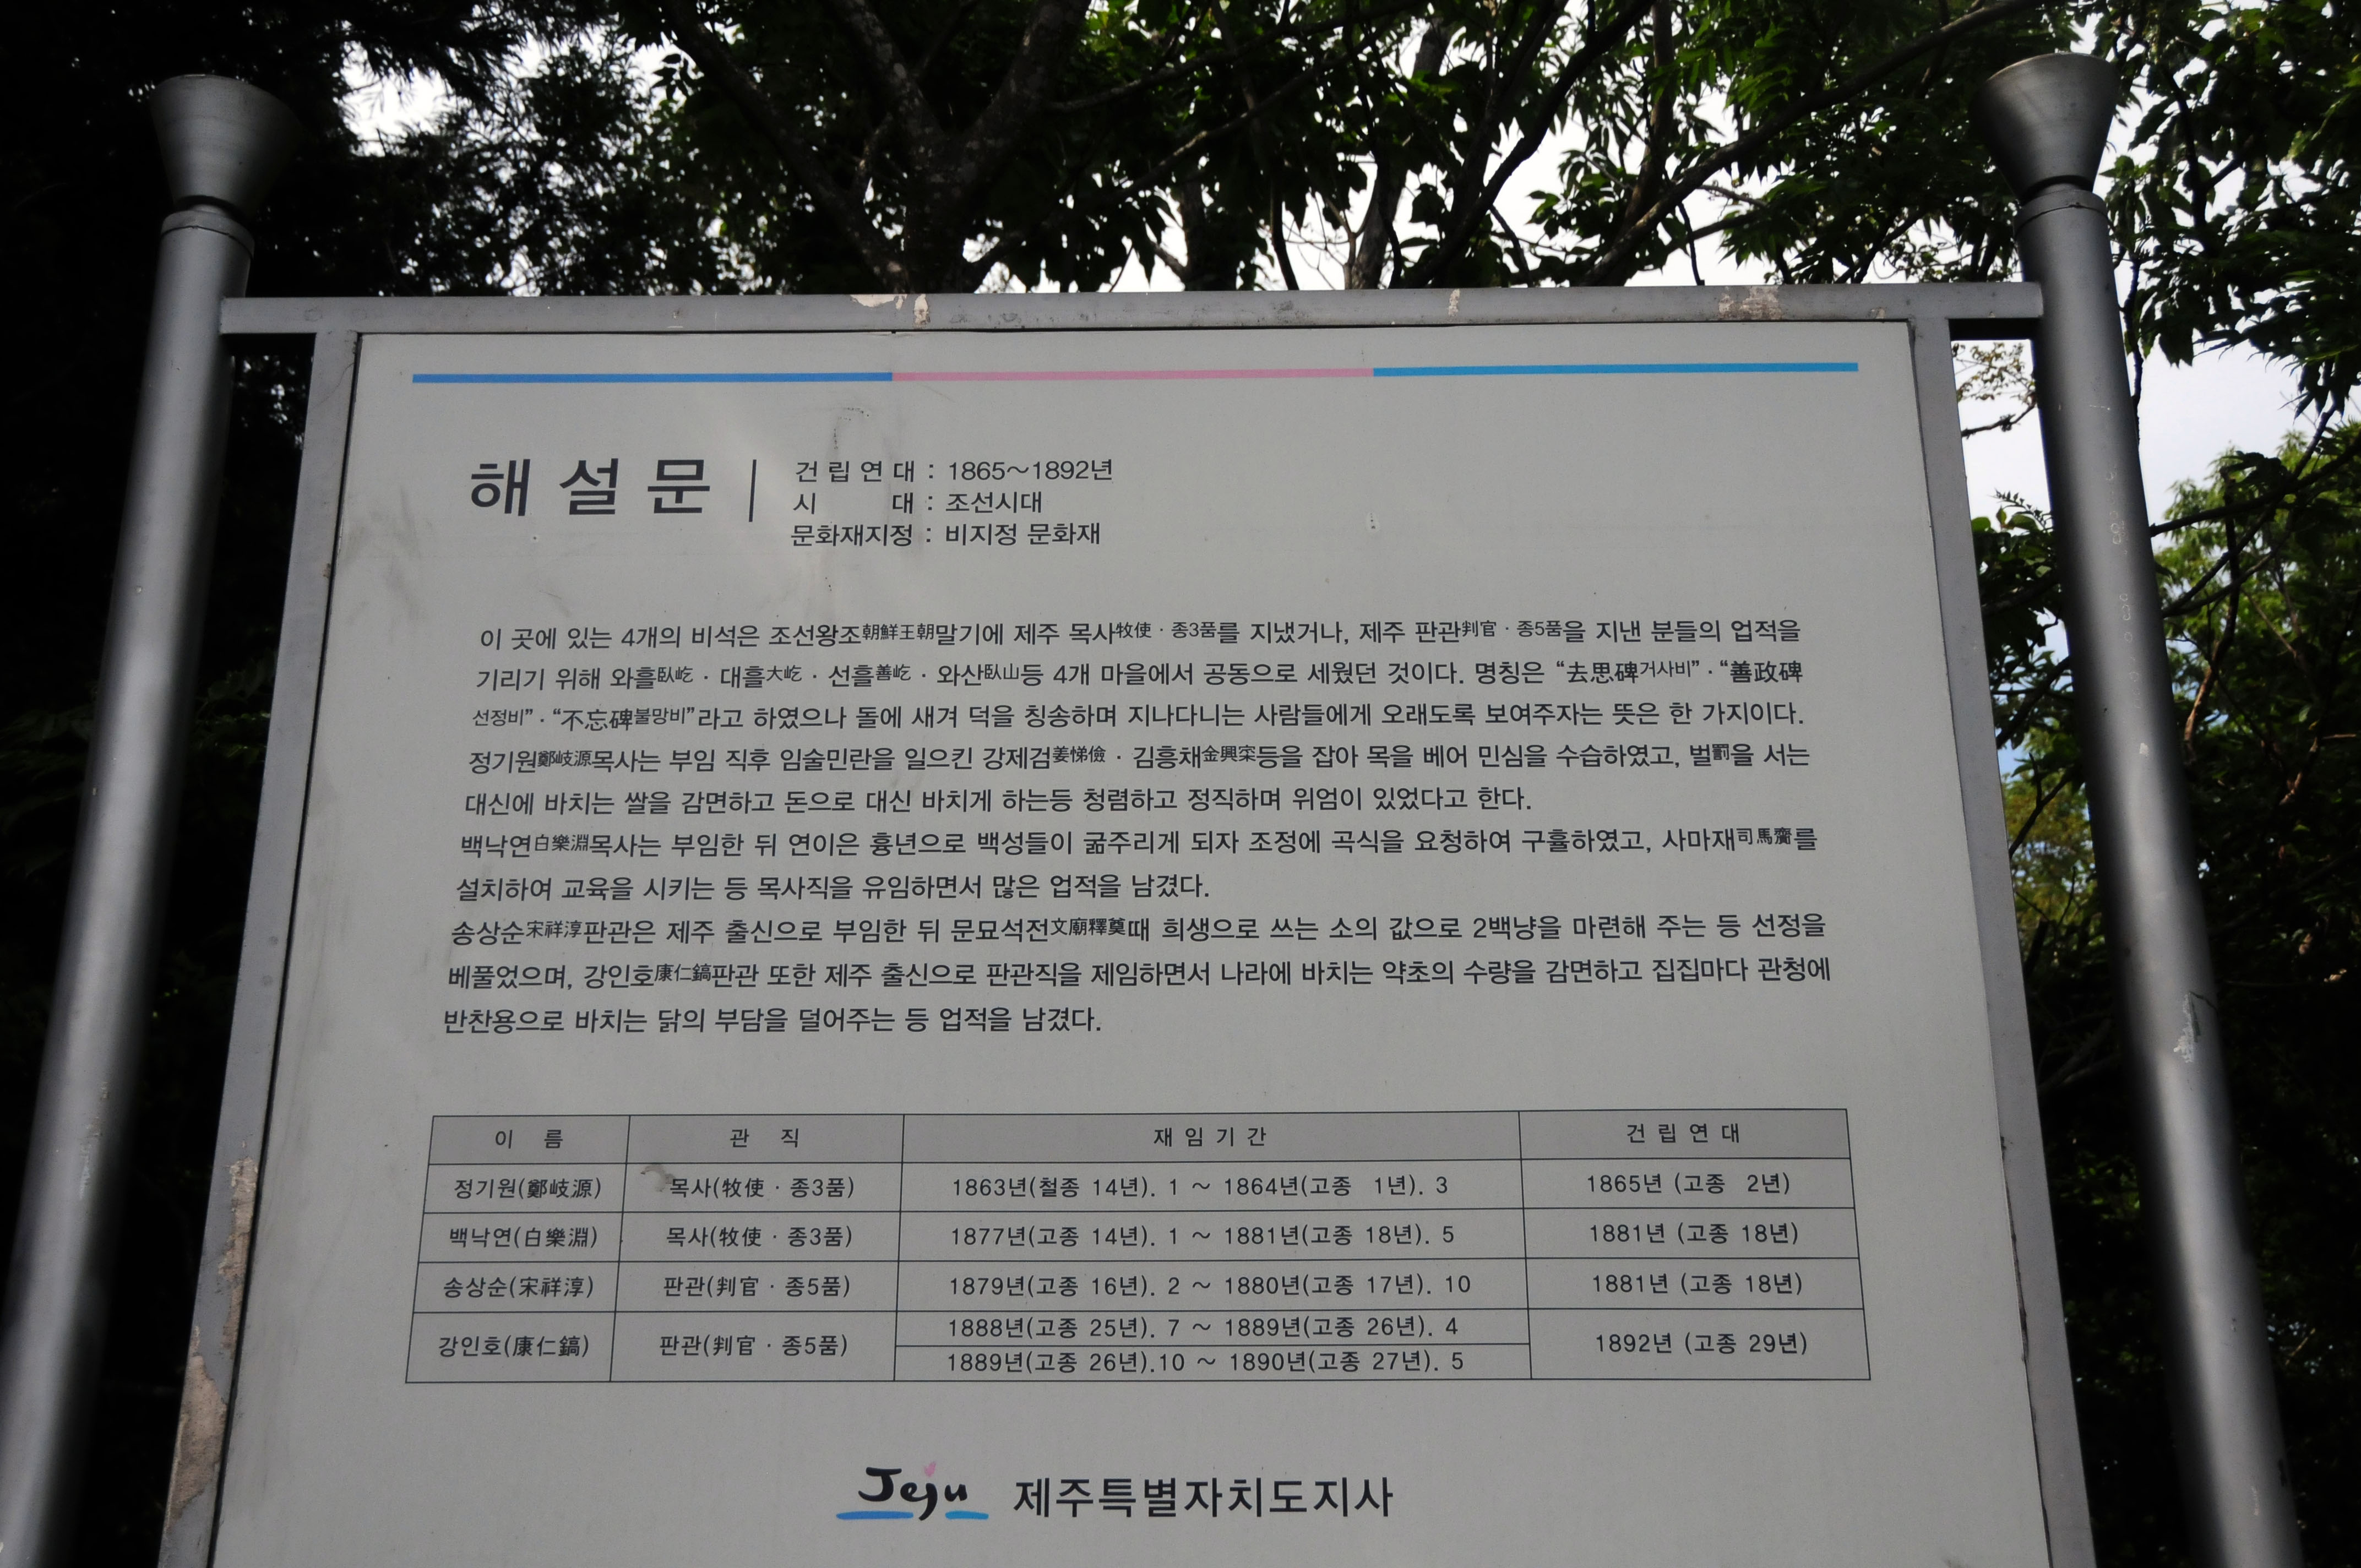 해설문
건립연대 : 1865~1892년
시 대 : 조선시대
문화재지정 : 비지정 문화재
이 곳에 있는 4개의 비석은 조선왕조朝鮮王朝말기에 제주 목사牧使·종3품를 지냈거나, 제주 판관判官·종5품을 지낸 분들의 업적을
기리기 위해 와흘臥屹·대흘大屹·선흘善屹·와산臥山등 4개 마을에서 공동으로 세웠던 것이다. 명칭은 “去思碑거사비”·“善政碑
선정비”·“不忘碑불망비”라고 하였으나 돌에 새겨 덕을 칭송하며 지나다니는 사람들에게 오래도록 보여주자는 뜻은 한 가지이다.
정기원鄭岐源목사는 부임 직후 임술민란을 일으킨 강제검姜悌儉·김흥채金興寀등을 잡아 목을 베어 민심을 수습하였고, 벌罰을 서는
대신에 바치는 쌀을 감면하고 돈으로 대신 바치게 하는등 청렴하고 정직하며 위엄이 있었다고 한다.
백낙연白樂淵목사는 부임한 뒤 연이은 흉년으로 백성들이 굶주리게 되자 조정에 곡식을 요청하여 구휼하였고, 사마재司馬齋를
설치하여 교육을 시키는 등 목사직을 유임하면서 많은 업적을 남겼다.
송상순宋祥淳판관은 제주 출신으로 부임한 뒤 문묘석전文廟釋奠때 희생으로 쓰는 소의 값으로 2백냥을 마련해 주는 등 선정을
베풀었으며, 강인호康仁鎬판관 또한 제주 출신으로 판관직을 제임하면서 나라에 바치는 약초의 수량을 감면하고 집집마다 관청에
반찬용으로 바치는 닭의 부담을 덜어주는 등 업적을 남겼다.
이 름 관 직 재임기간 건립연대
정기원(鄭岐源) 목사(牧使·종3품) 1863년(철종 14년). 1 ~ 1864년(고종 1년). 3 1865년 (고종 2년)
백낙연(白樂淵) 목사(牧使·종3품) 1877년(고종 14년). 1 ~ 1881년(고종 18년). 5 1881년 (고종 18년)
송상순(宋祥淳) 판관(判官·종5품) 1879년(고종 16년). 2 ~ 1880년(고종 17년). 10 1881년 (고종 18년)
강인호(康仁鎬) 판관(判官·종5품) 1888년(고종 25년). 7 ~ 1889년(고종 26년). 4 1892년 (고종 29년)
1889년(고종 26년).10 ~ 1890년(고종 27년). 5
Jeju 제주특별자치도지사